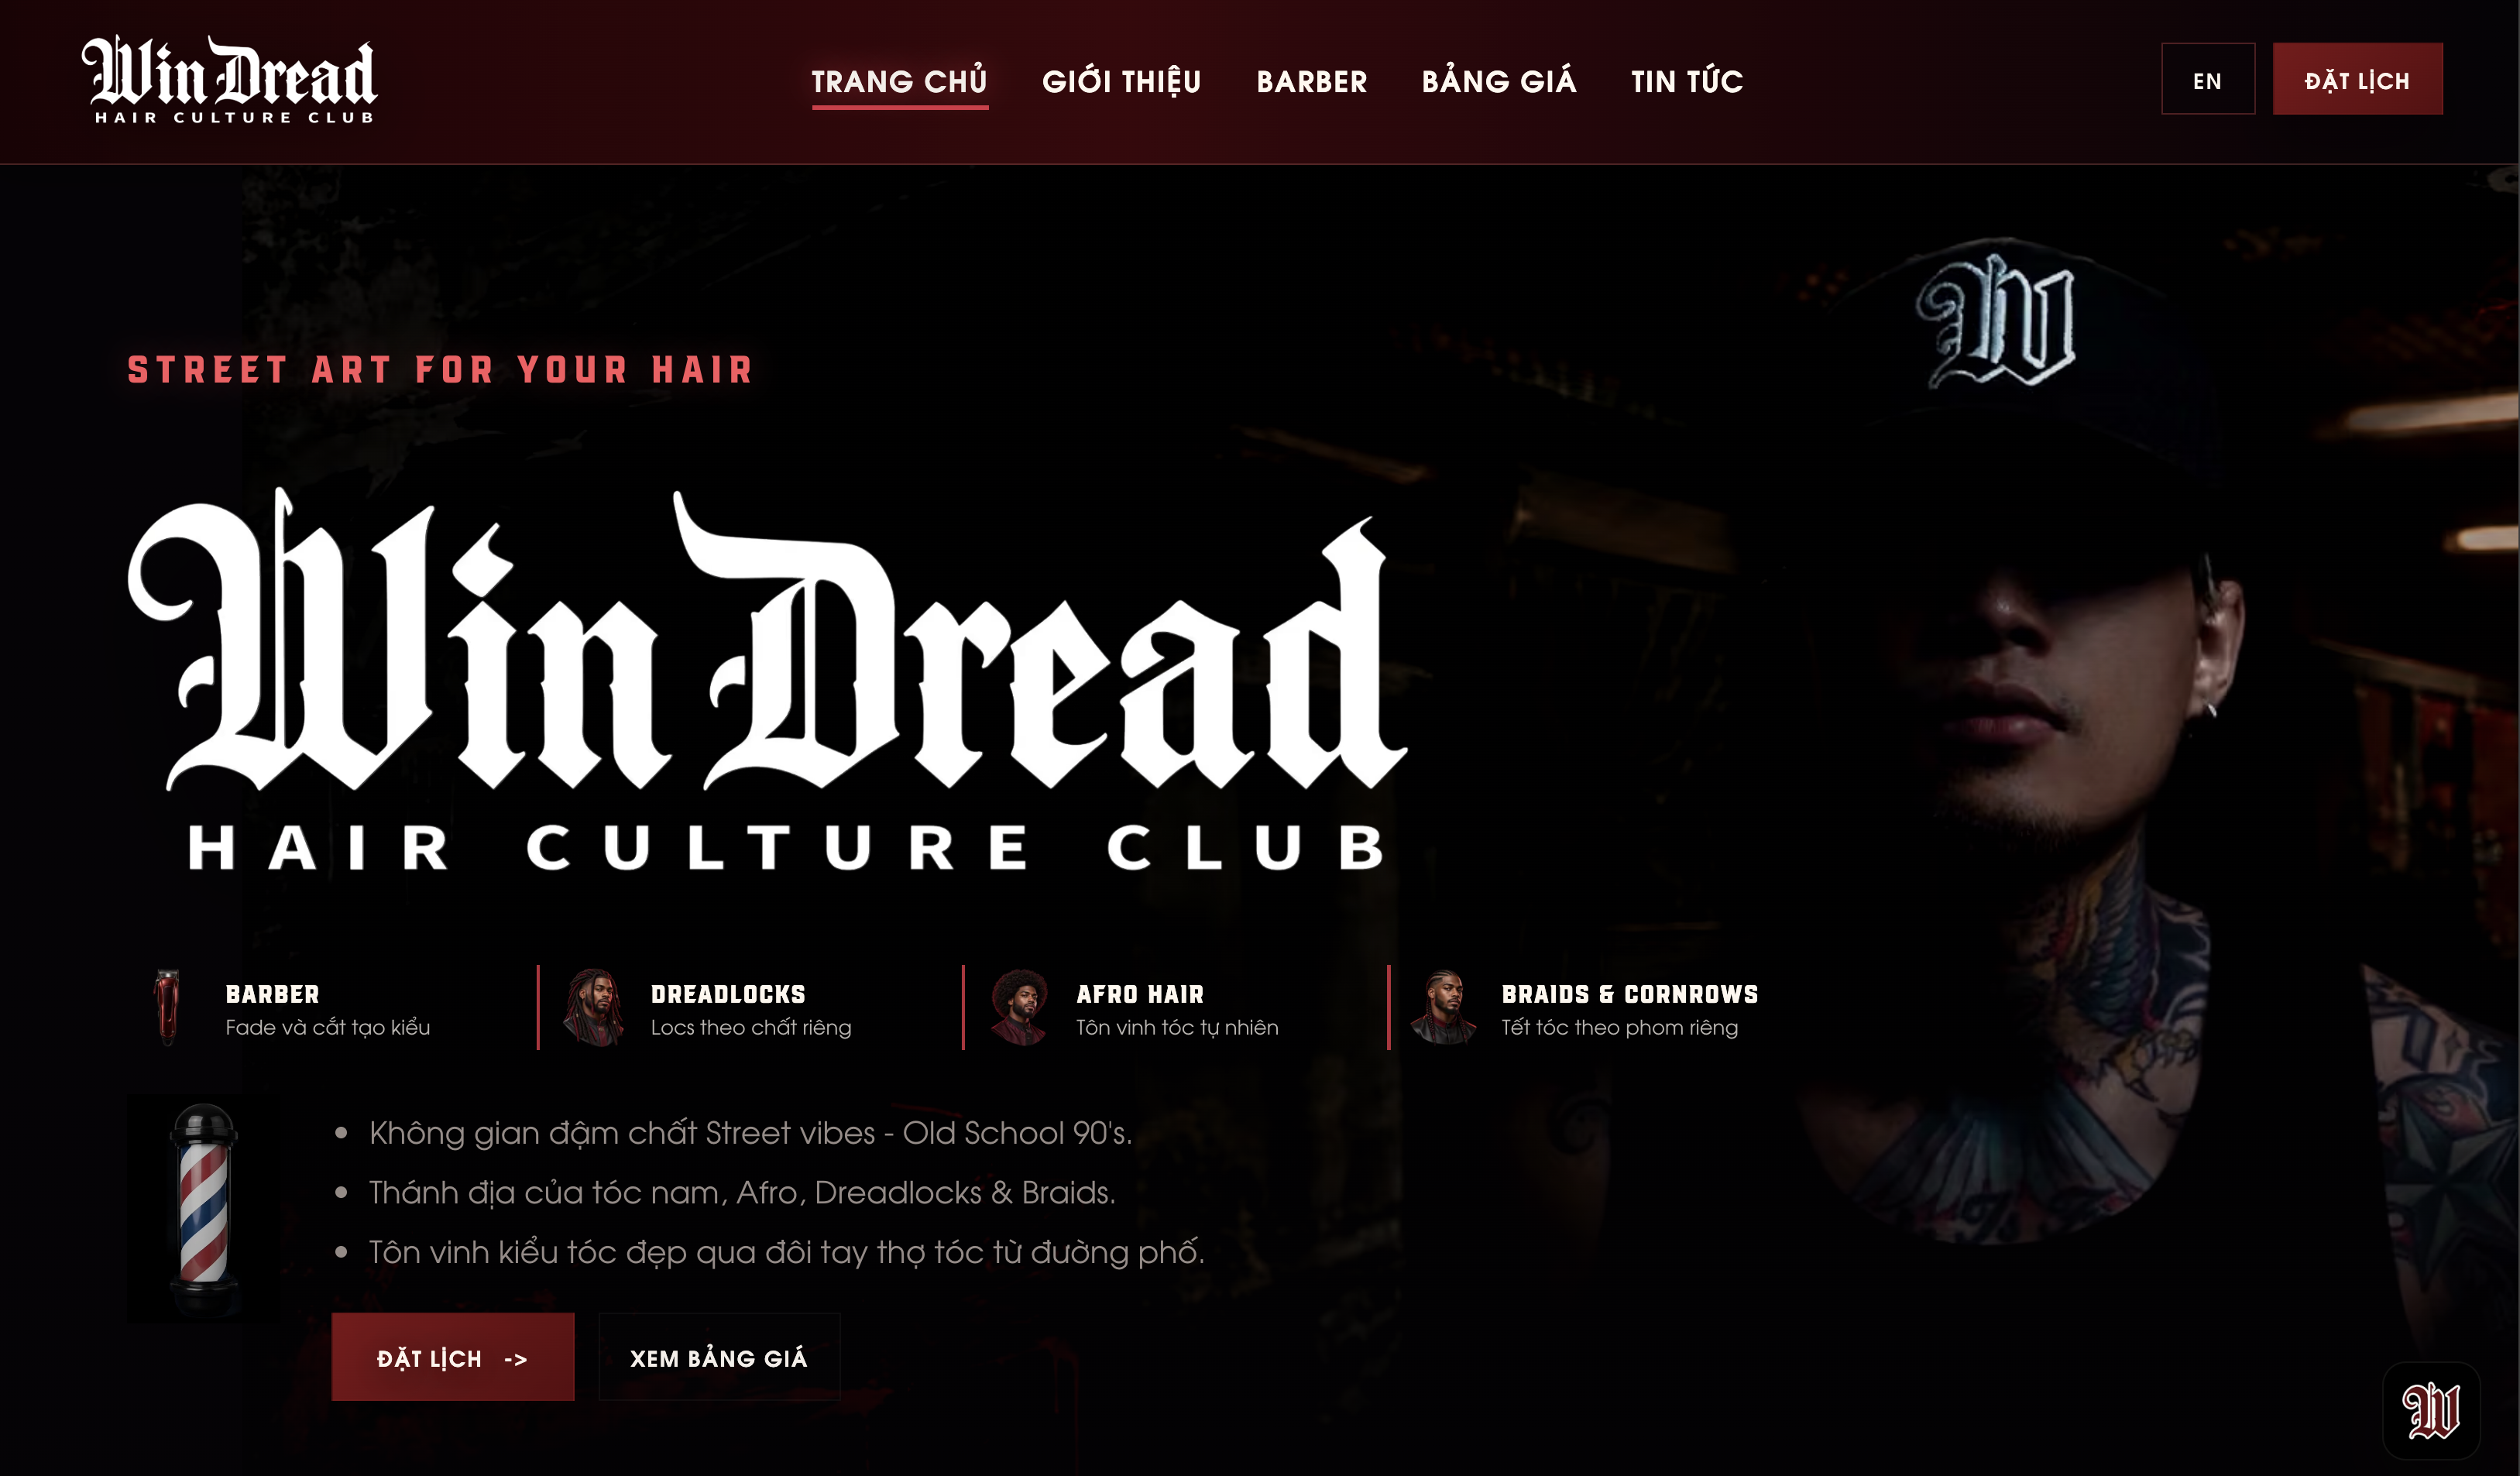 Win Dread
HAIR CULTURE CLUB
TRANG CHỦ
GIỚI THIỆU
BARBER
BẢNG GIÁ
TIN TỨC
EN
ĐẶT LỊCH
W
STREET ART FOR YOUR HAIR
Win Dread
HAIR CULTURE CLUB
BARBER
Fade và cắt tạo kiểu
DREADLOCKS
Locs theo chất riêng
AFRO HAIR
Tôn vinh tóc tự nhiên
BRAIDS & CORNROWS
Tết tóc theo phom riêng
Không gian đậm chất Street vibes - Old School 90's.
Thánh địa của tóc nam, Afro, Dreadlocks & Braids.
Tôn vinh kiểu tóc đẹp qua đôi tay thợ tóc từ đường phố.
ĐẶT LỊCH ->
XEM BẢNG GIÁ
W